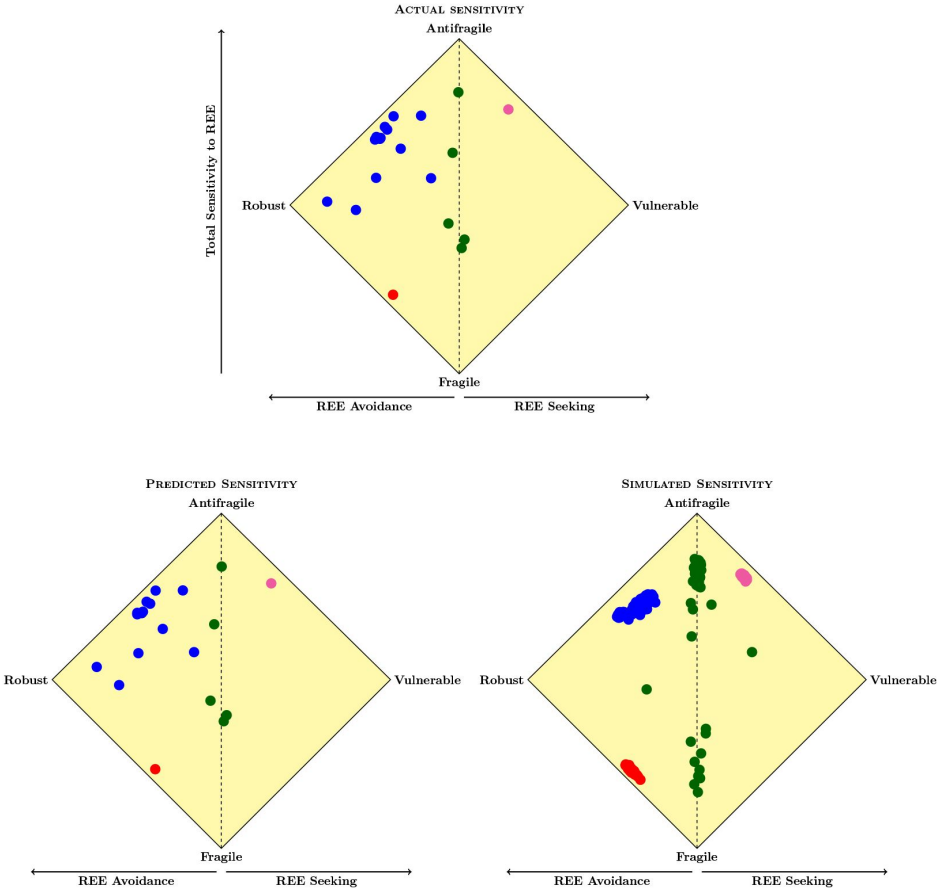 Actual sensitivity
Antifragile
Total Sensitivity to REE
Robust
Vulnerable
Fragile
REE Avoidance
REE Seeking
Predicted Sensitivity
Antifragile
Robust
Vulnerable
Fragile
REE Avoidance
REE Seeking
Simulated Sensitivity
Antifragile
Robust
Vulnerable
Fragile
REE Avoidance
REE Seeking